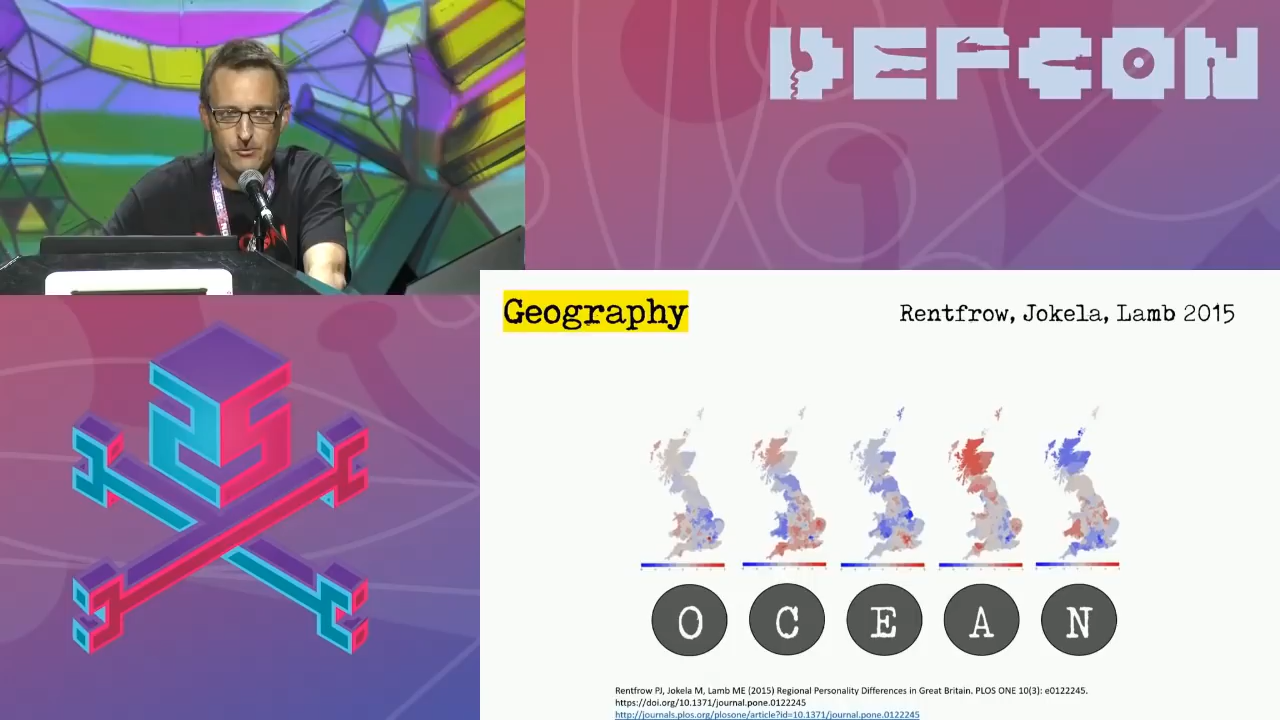 DEFCON
Geography
Rentfrow, Jokela, Lamb 2015
O C E A N
Rentfrow PJ, Jokela M, Lamb ME (2015) Regional Personality Differences in Great Britain. PLOS ONE 10(3): e0122245.
https://doi.org/10.1371/journal.pone.0122245
http://journals.plos.org/plosone/article?id=10.1371/journal.pone.0122245